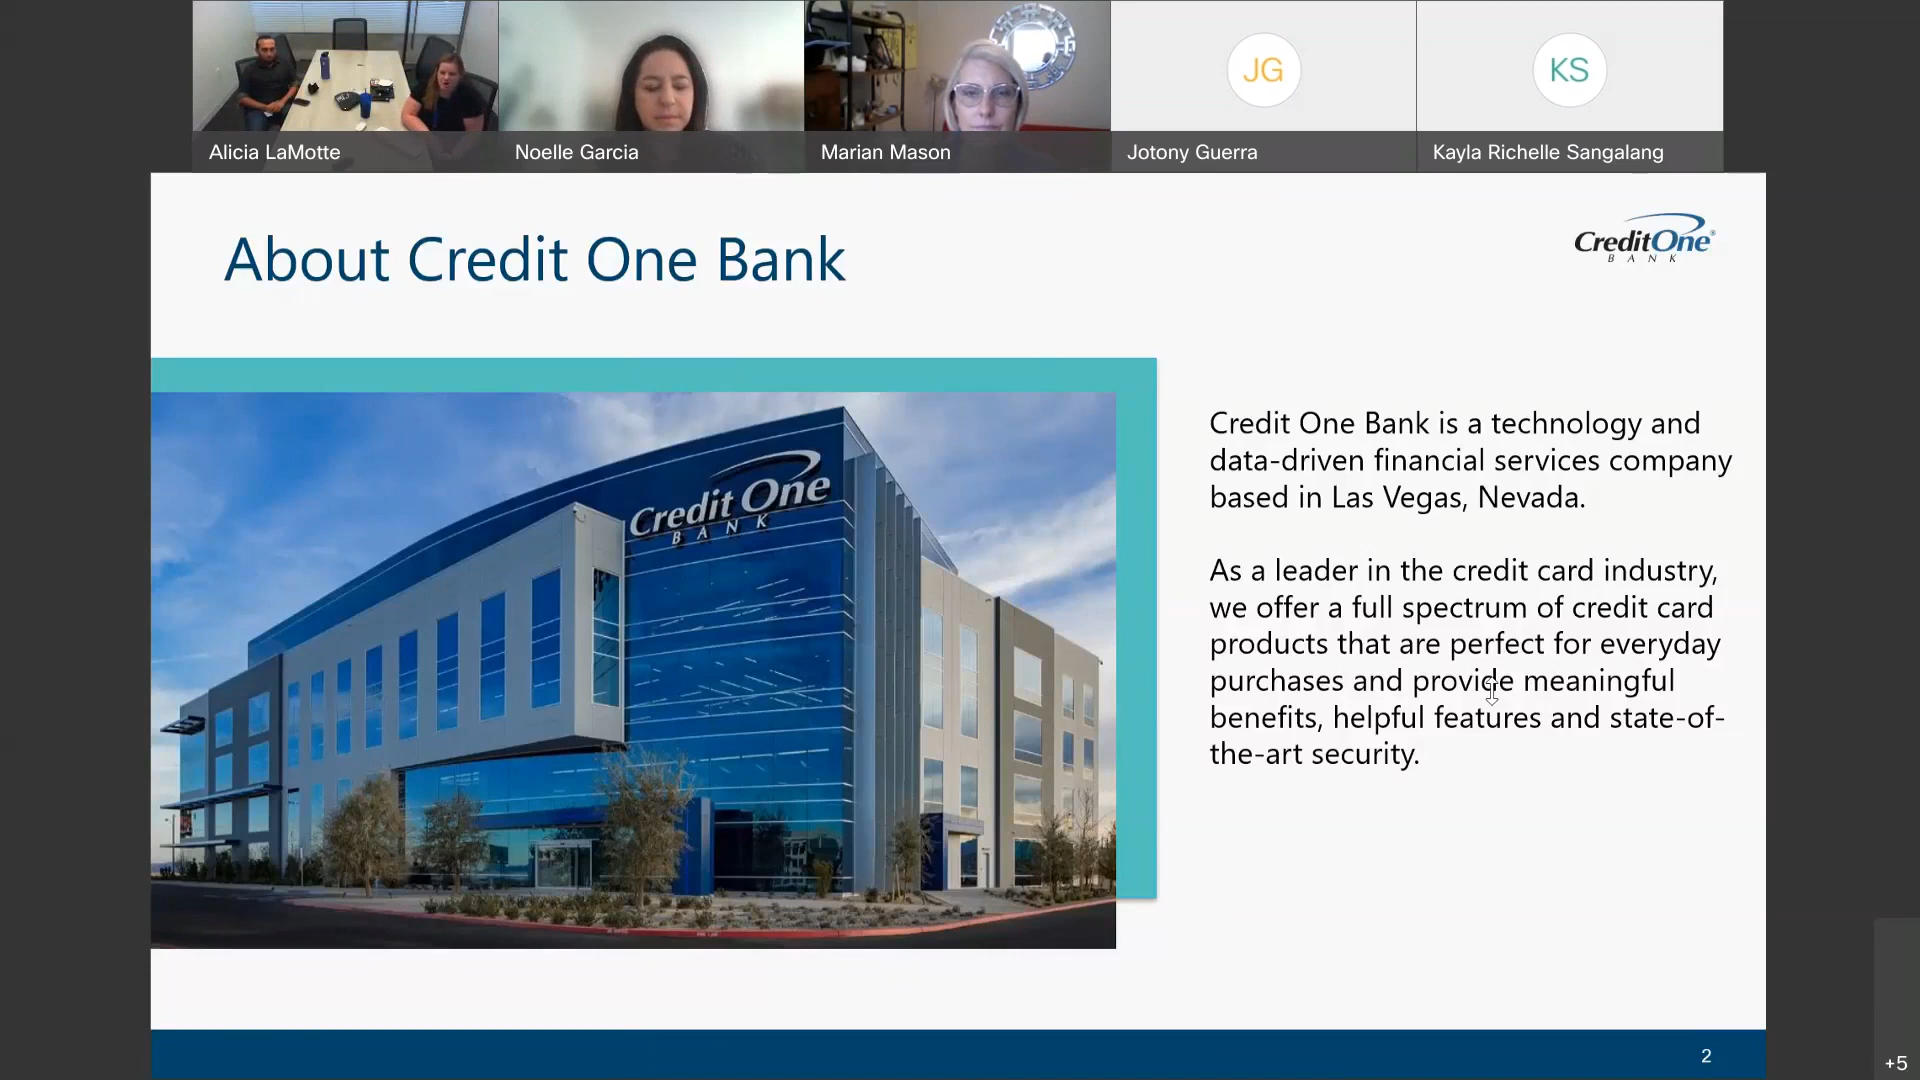 JG
KS
Alicia LaMotte
Noelle Garcia
Marian Mason
Jotony Guerra
Kayla Richelle Sangalang
About Credit One Bank
CreditOne®
BANK
Credit One
BANK
Credit One Bank is a technology and
data-driven financial services company
based in Las Vegas, Nevada.
As a leader in the credit card industry,
we offer a full spectrum of credit card
products that are perfect for everyday
purchases and provide meaningful
benefits, helpful features and state-of-
the-art security.
2
+5